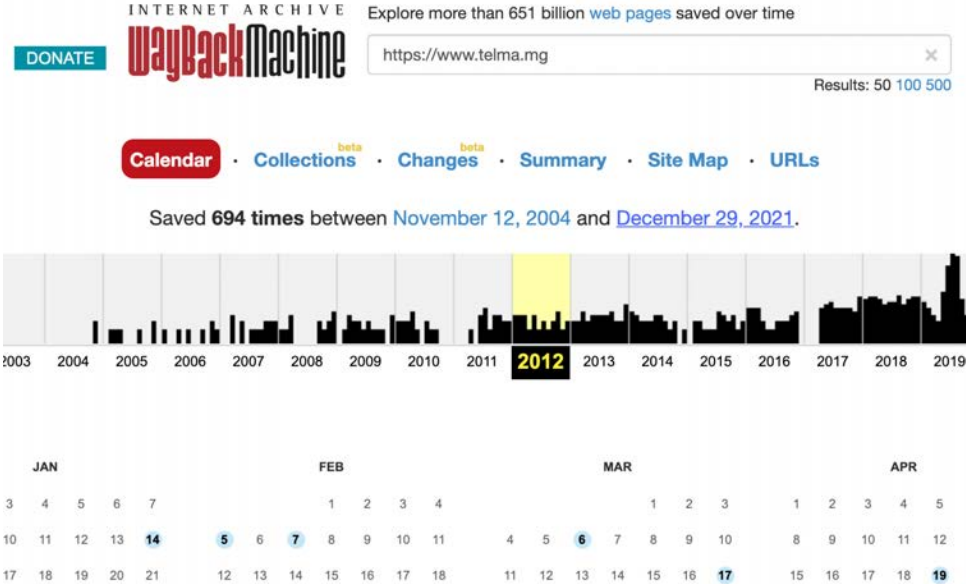 INTERNET ARCHIVE
WayBackMachine
DONATE
Explore more than 651 billion web pages saved over time
https://www.telma.mg ×
Results: 50 100 500
Calendar · Collections beta · Changes beta · Summary · Site Map · URLs
Saved 694 times between November 12, 2004 and December 29, 2021.
2003 2004 2005 2006 2007 2008 2009 2010 2011 2012 2013 2014 2015 2016 2017 2018 2019
JAN FEB MAR APR
3 4 5 6 7 1 2 3 4 1 2 3 1 2 3 4 5
10 11 12 13 14 5 6 7 8 9 10 11 4 5 6 7 8 9 10 8 9 10 11 12
17 18 19 20 21 12 13 14 15 16 17 18 11 12 13 14 15 16 17 15 16 17 18 19